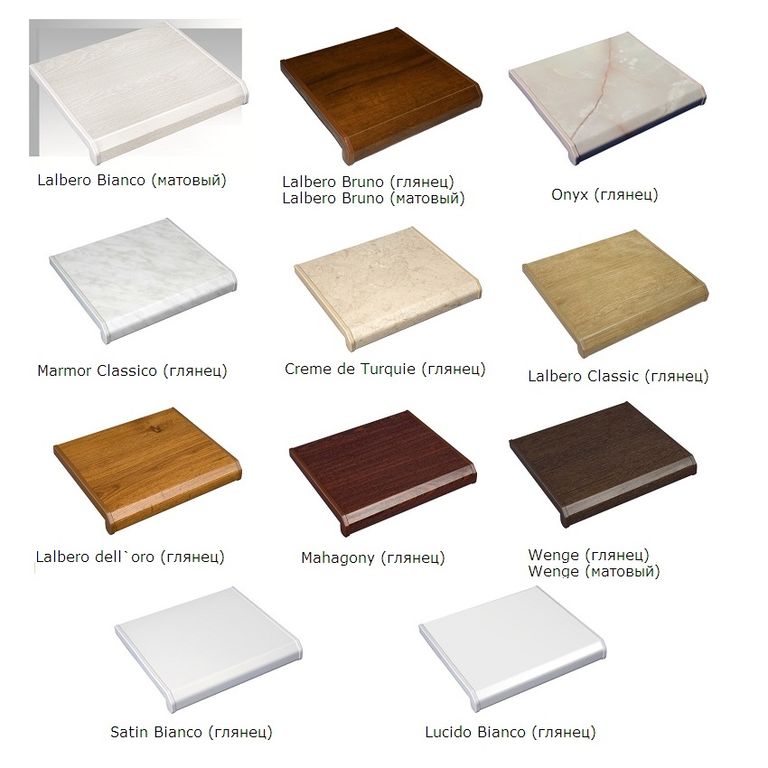 Lalbero Bianco (матовый)
Lalbero Bruno (глянец)
Lalbero Bruno (матовый)
Onyx (глянец)
Marmor Classico (глянец)
Creme de Turquie (глянец)
Lalbero Classic (глянец)
Lalbero dell`oro (глянец)
Mahagony (глянец)
Wenge (глянец)
Wenge (матовый)
Satin Bianco (глянец)
Lucido Bianco (глянец)